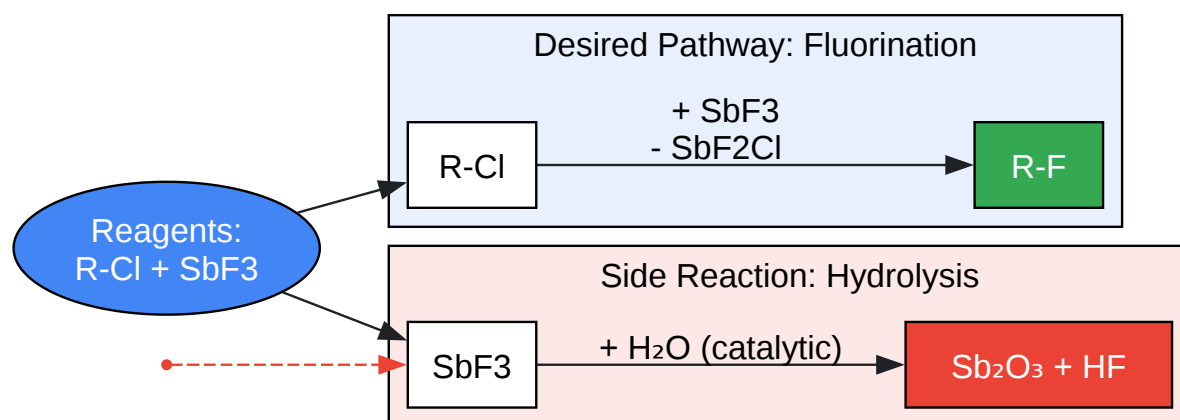 Desired Pathway: Fluorination
+ SbF3
- SbF2Cl
R-Cl
R-F
Reagents:
R-Cl + SbF3
Side Reaction: Hydrolysis
SbF3
+ H₂O (catalytic)
Sb₂O₃ + HF